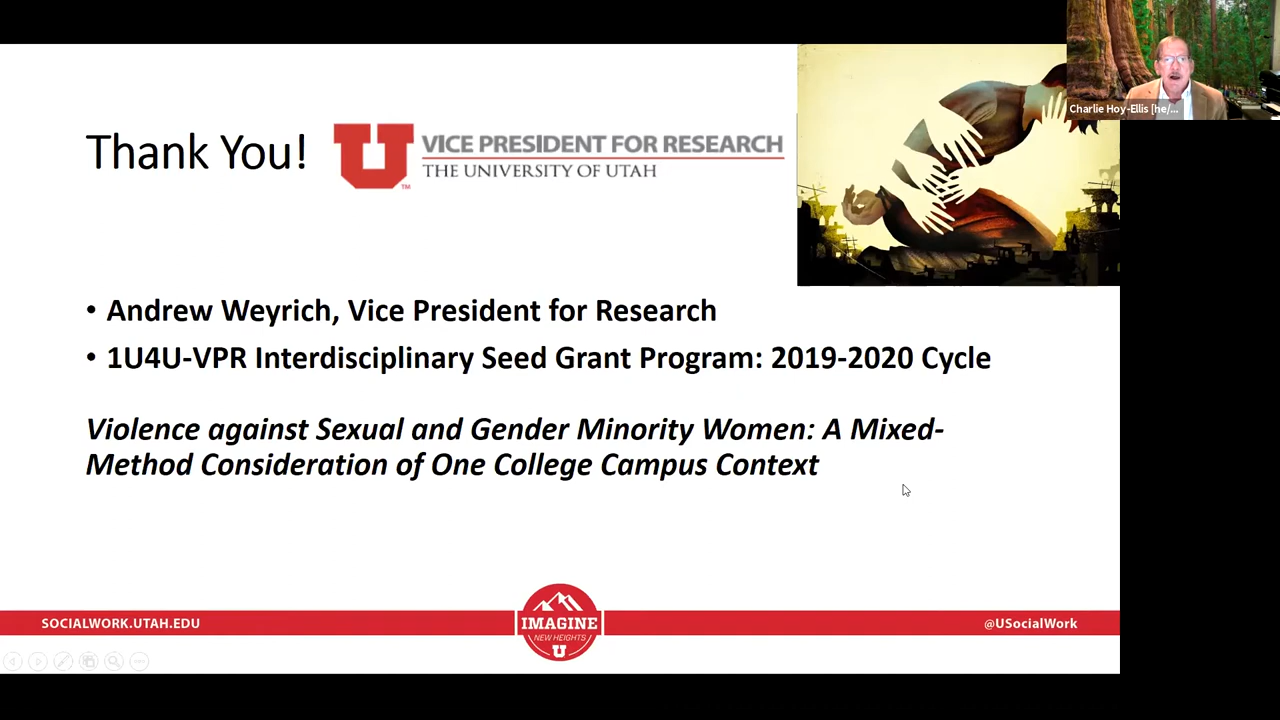 Charlie Hoy-Ellis [he/...
Thank You!
U
TM
VICE PRESIDENT FOR RESEARCH
THE UNIVERSITY OF UTAH
• Andrew Weyrich, Vice President for Research
• 1U4U-VPR Interdisciplinary Seed Grant Program: 2019-2020 Cycle
Violence against Sexual and Gender Minority Women: A Mixed-
Method Consideration of One College Campus Context
SOCIALWORK.UTAH.EDU
IMAGINE
NEW HEIGHTS
U
@USocialWork